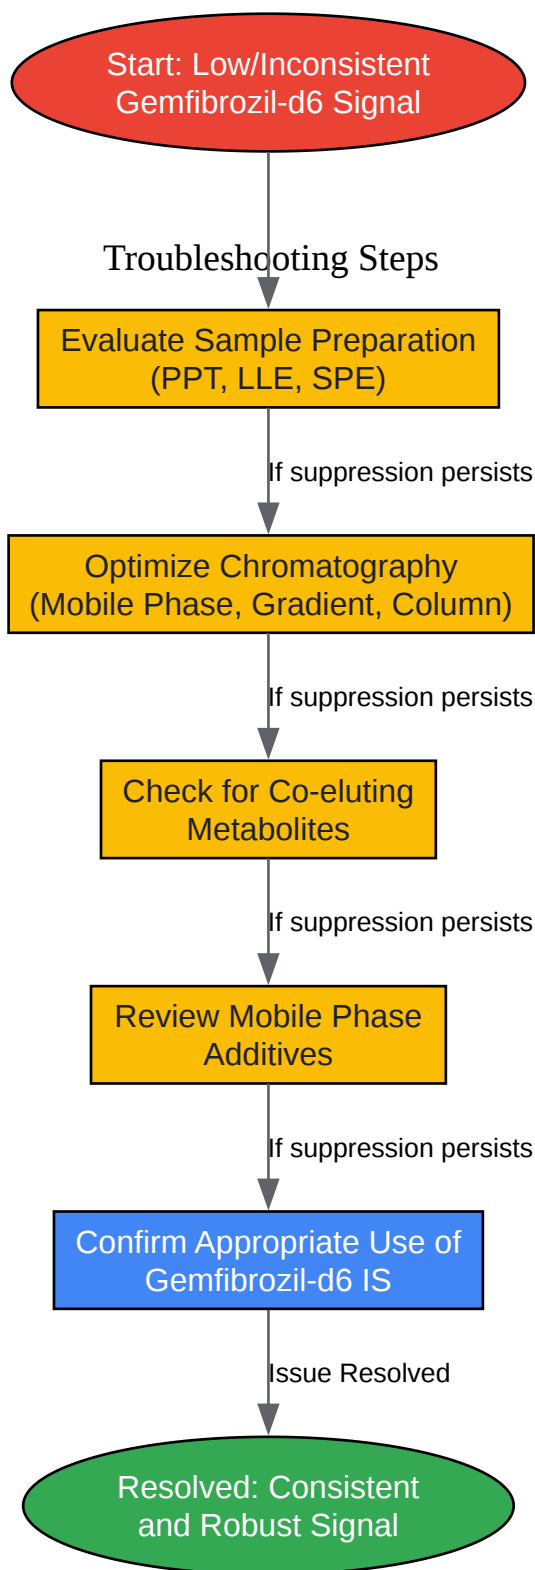 Start: Low/Inconsistent
Gemfibrozil-d6 Signal
Troubleshooting Steps
Evaluate Sample Preparation
(PPT, LLE, SPE)
If suppression persists
Optimize Chromatography
(Mobile Phase, Gradient, Column)
If suppression persists
Check for Co-eluting
Metabolites
If suppression persists
Review Mobile Phase
Additives
If suppression persists
Confirm Appropriate Use of
Gemfibrozil-d6 IS
Issue Resolved
Resolved: Consistent
and Robust Signal